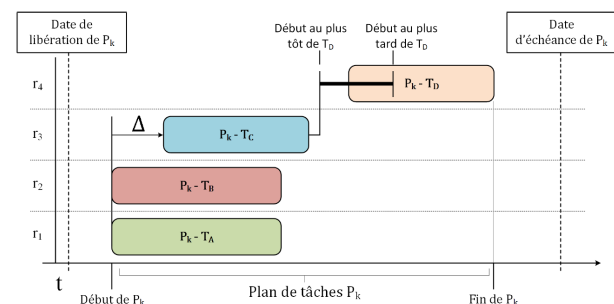 Date de
libération de Pk
Début au plus
tôt de TD
Début au plus
tard de TD
Date
d'échéance de Pk
r4
Pk - TD
r3
Δ
Pk - TC
r2
Pk - TB
r1
Pk - TA
t
Début de Pk
Plan de tâches Pk
Fin de Pk